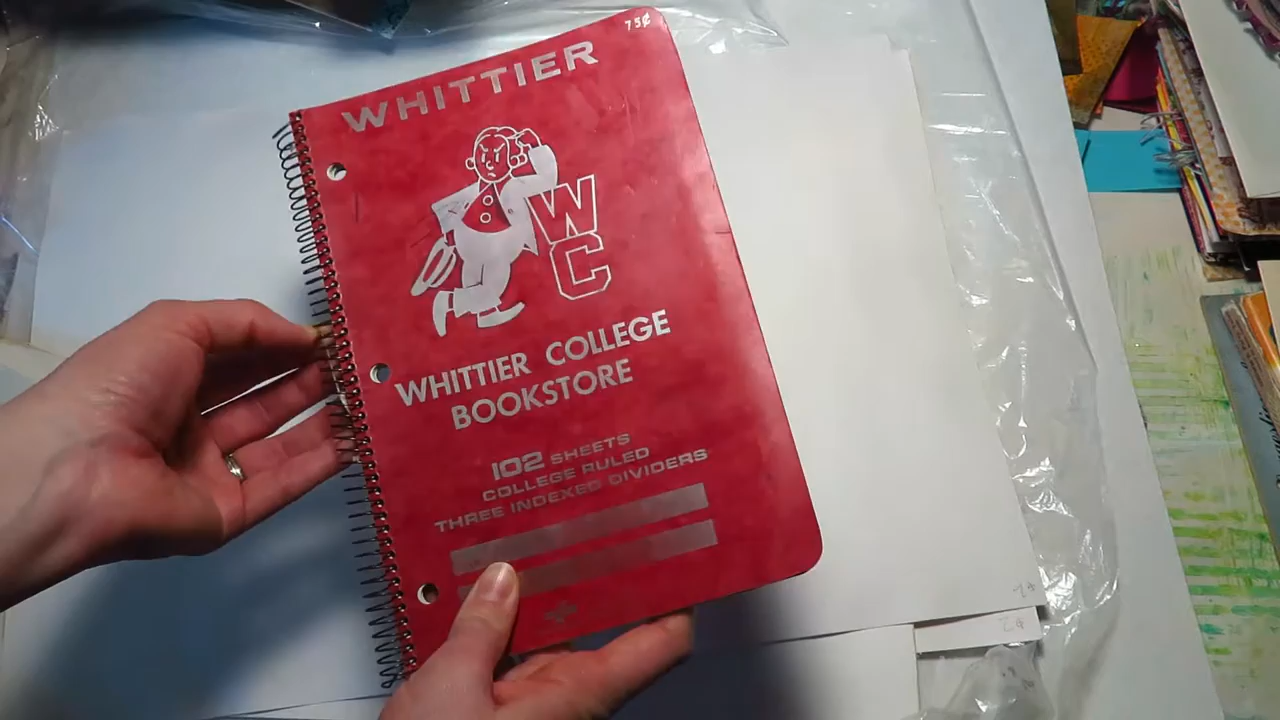 75¢
WHITTIER
WC
WHITTIER COLLEGE
BOOKSTORE
102 SHEETS
COLLEGE RULED
THREE INDEXED DIVIDERS